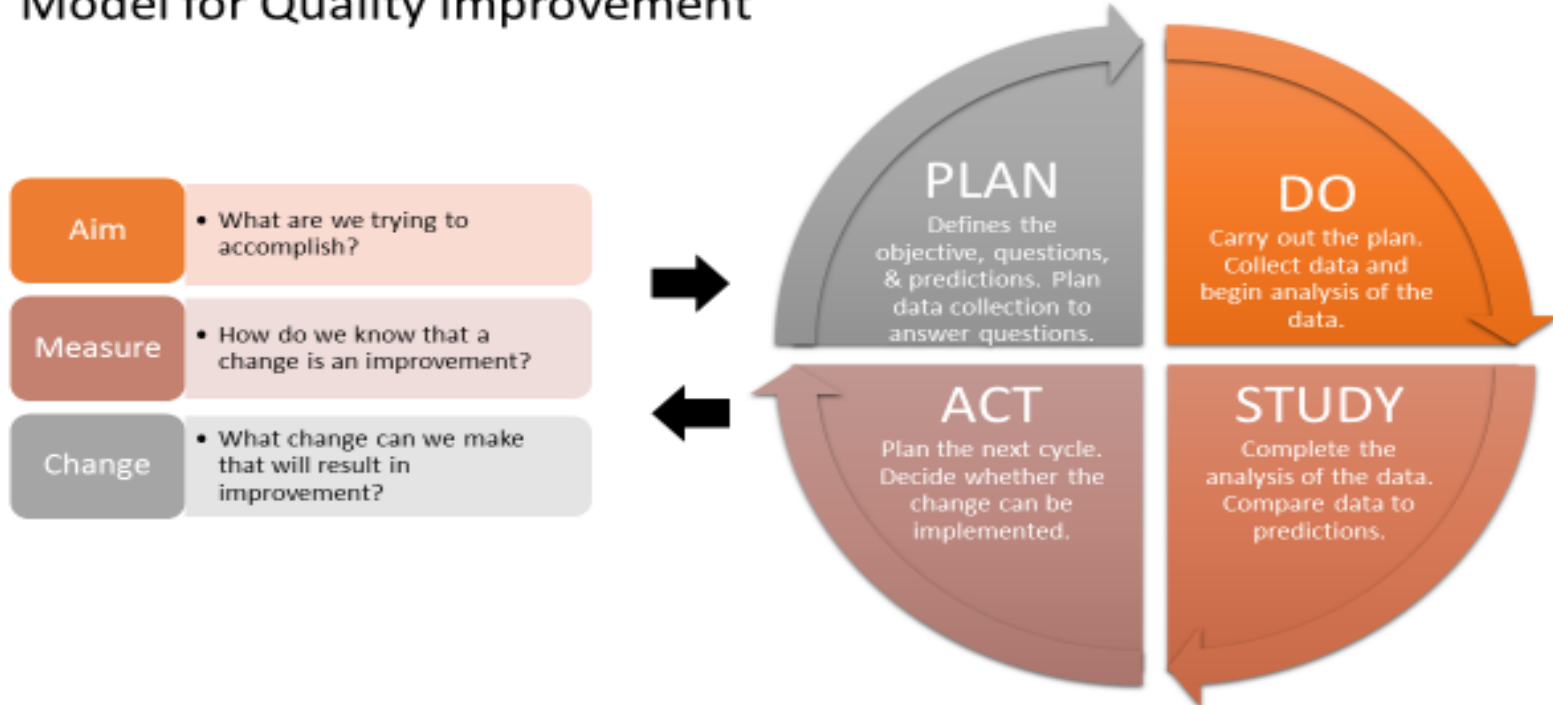 Model for Quality Improvement
Aim
• What are we trying to
accomplish?
Measure
• How do we know that a
change is an improvement?
Change
• What change can we make
that will result in
improvement?
PLAN
Defines the
objective, questions,
& predictions. Plan
data collection to
answer questions.
DO
Carry out the plan.
Collect data and
begin analysis of the
data.
ACT
Plan the next cycle.
Decide whether the
change can be
implemented.
STUDY
Complete the
analysis of the data.
Compare data to
predictions.